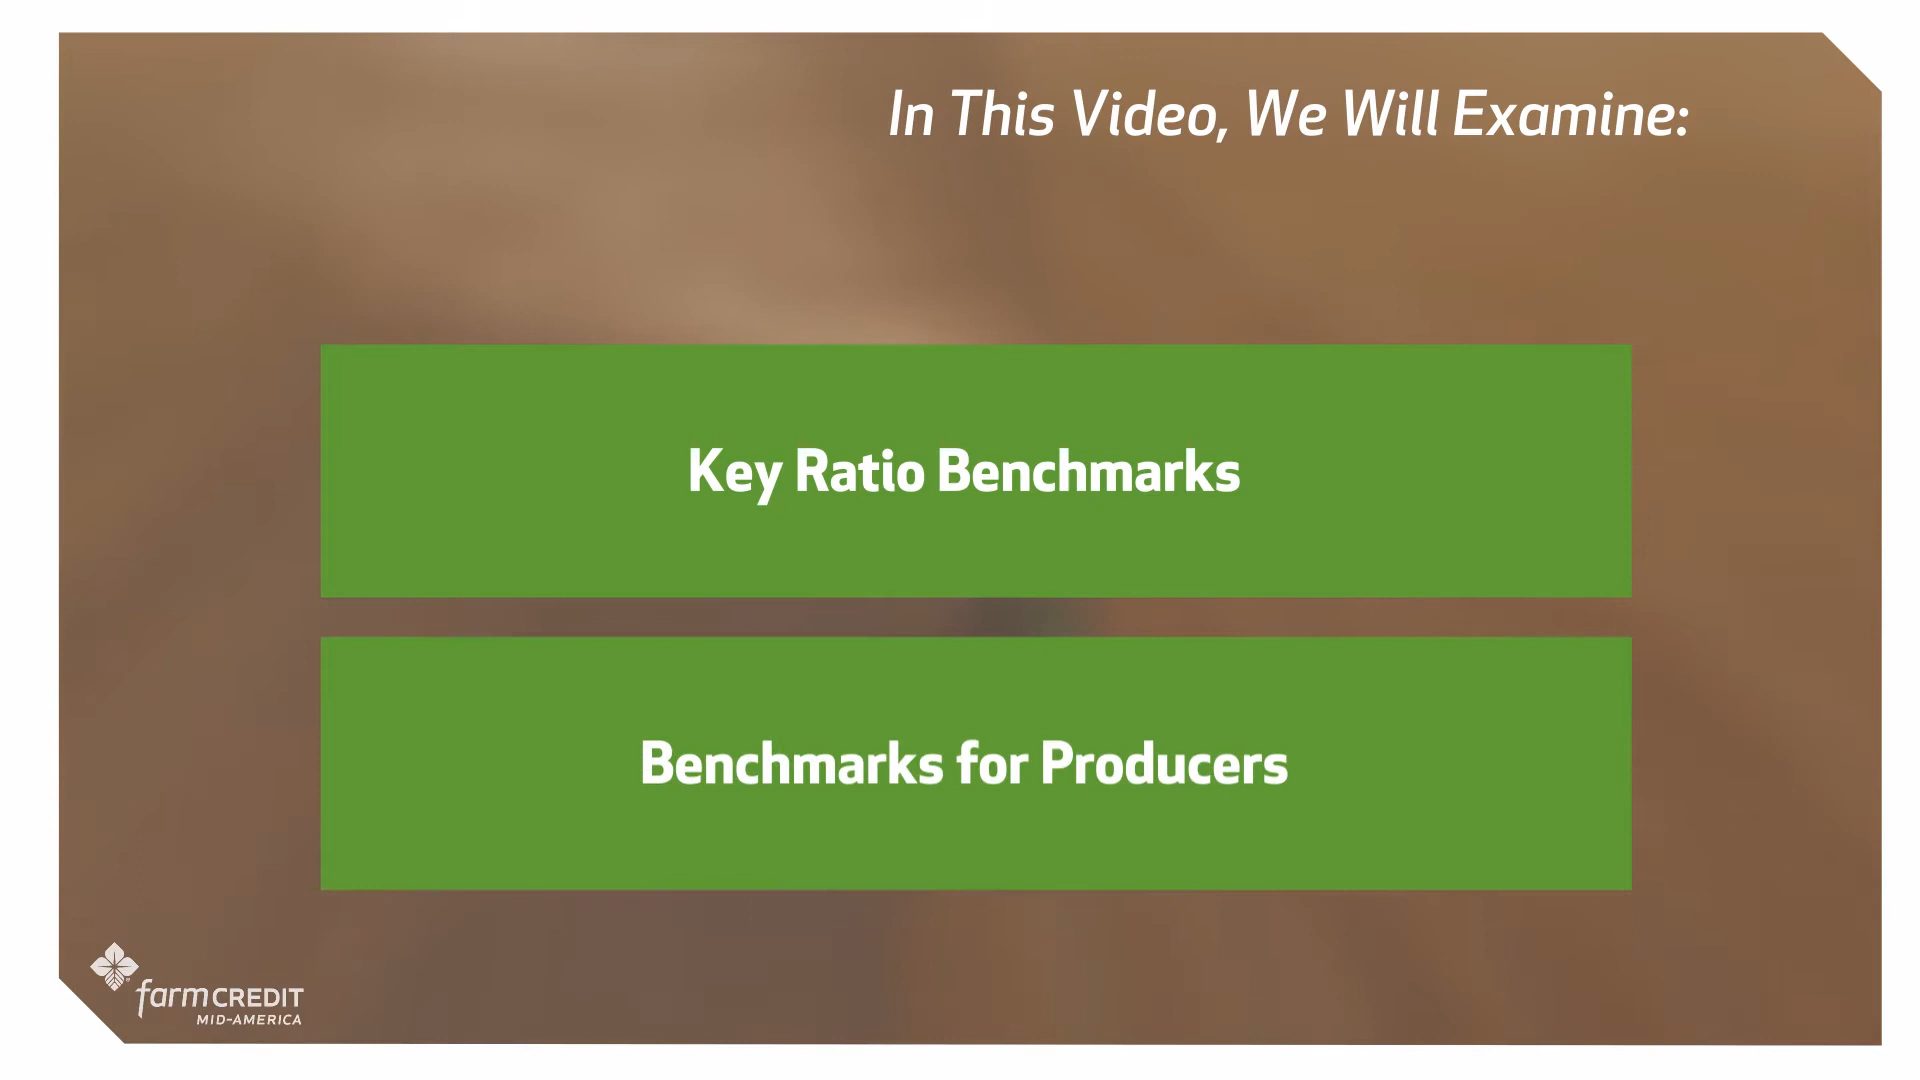 In This Video, We Will Examine:
Key Ratio Benchmarks
Benchmarks for Producers
farm CREDIT
MID-AMERICA